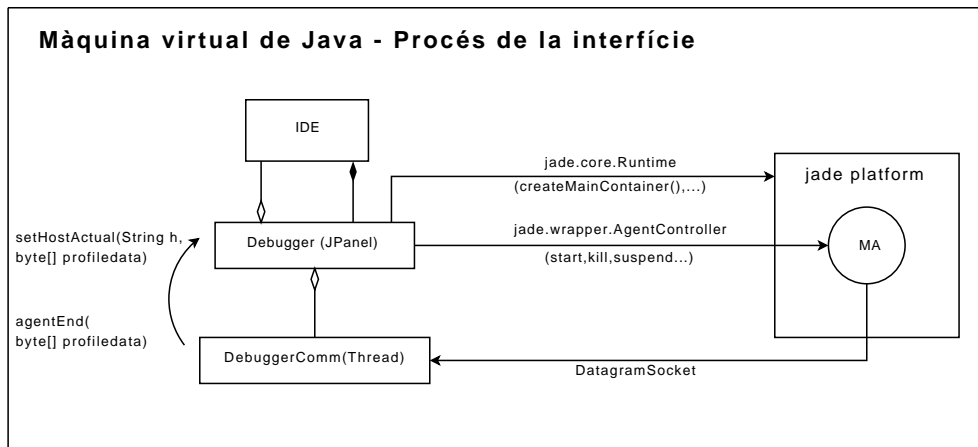 Màquina virtual de Java - Procés de la interfície
IDE
jade.core.Runtime
(createMainContainer(),...)
jade platform
setHostActual(String h,
byte[] profiledata)
Debugger (JPanel)
jade.wrapper.AgentController
(start,kill,suspend...)
MA
agentEnd(
byte[] profiledata)
DebuggerComm(Thread)
DatagramSocket